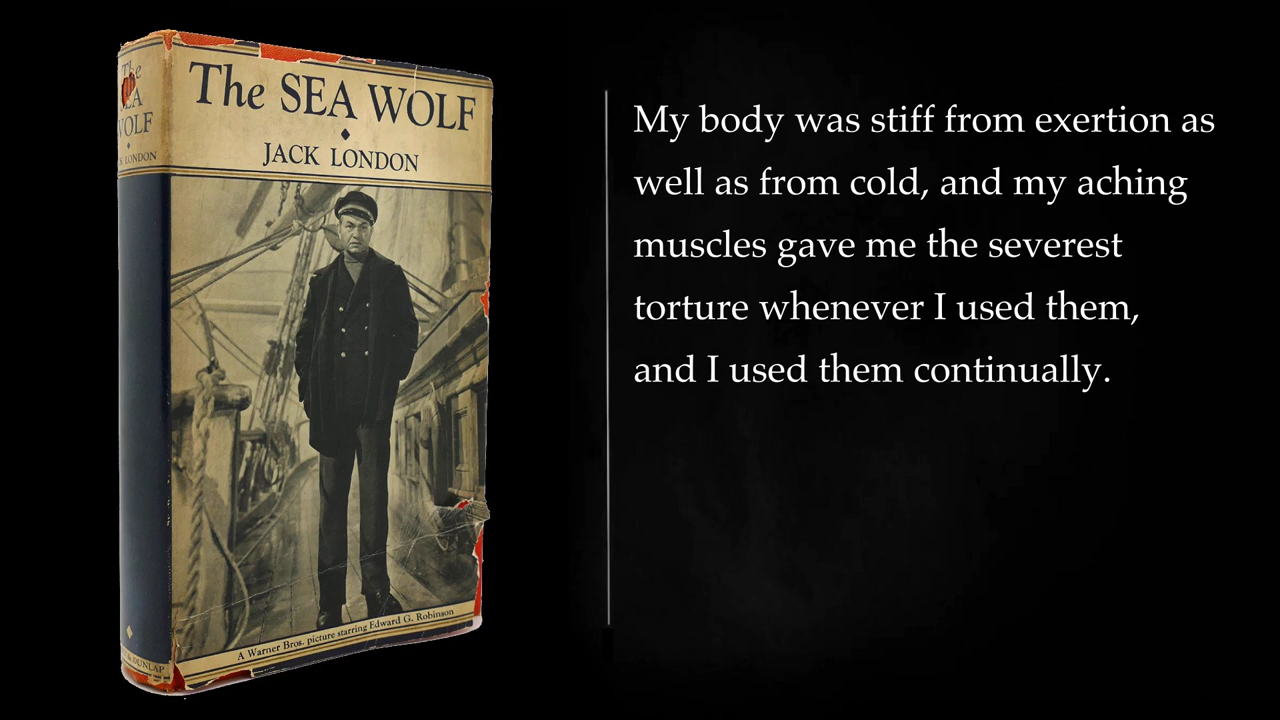 The
WOLF
LONDON
DUNLAP
The SEA WOLF
JACK LONDON
A Warner Bros. picture starring Edward G. Robinson
My body was stiff from exertion as
well as from cold, and my aching
muscles gave me the severest
torture whenever I used them,
and I used them continually.